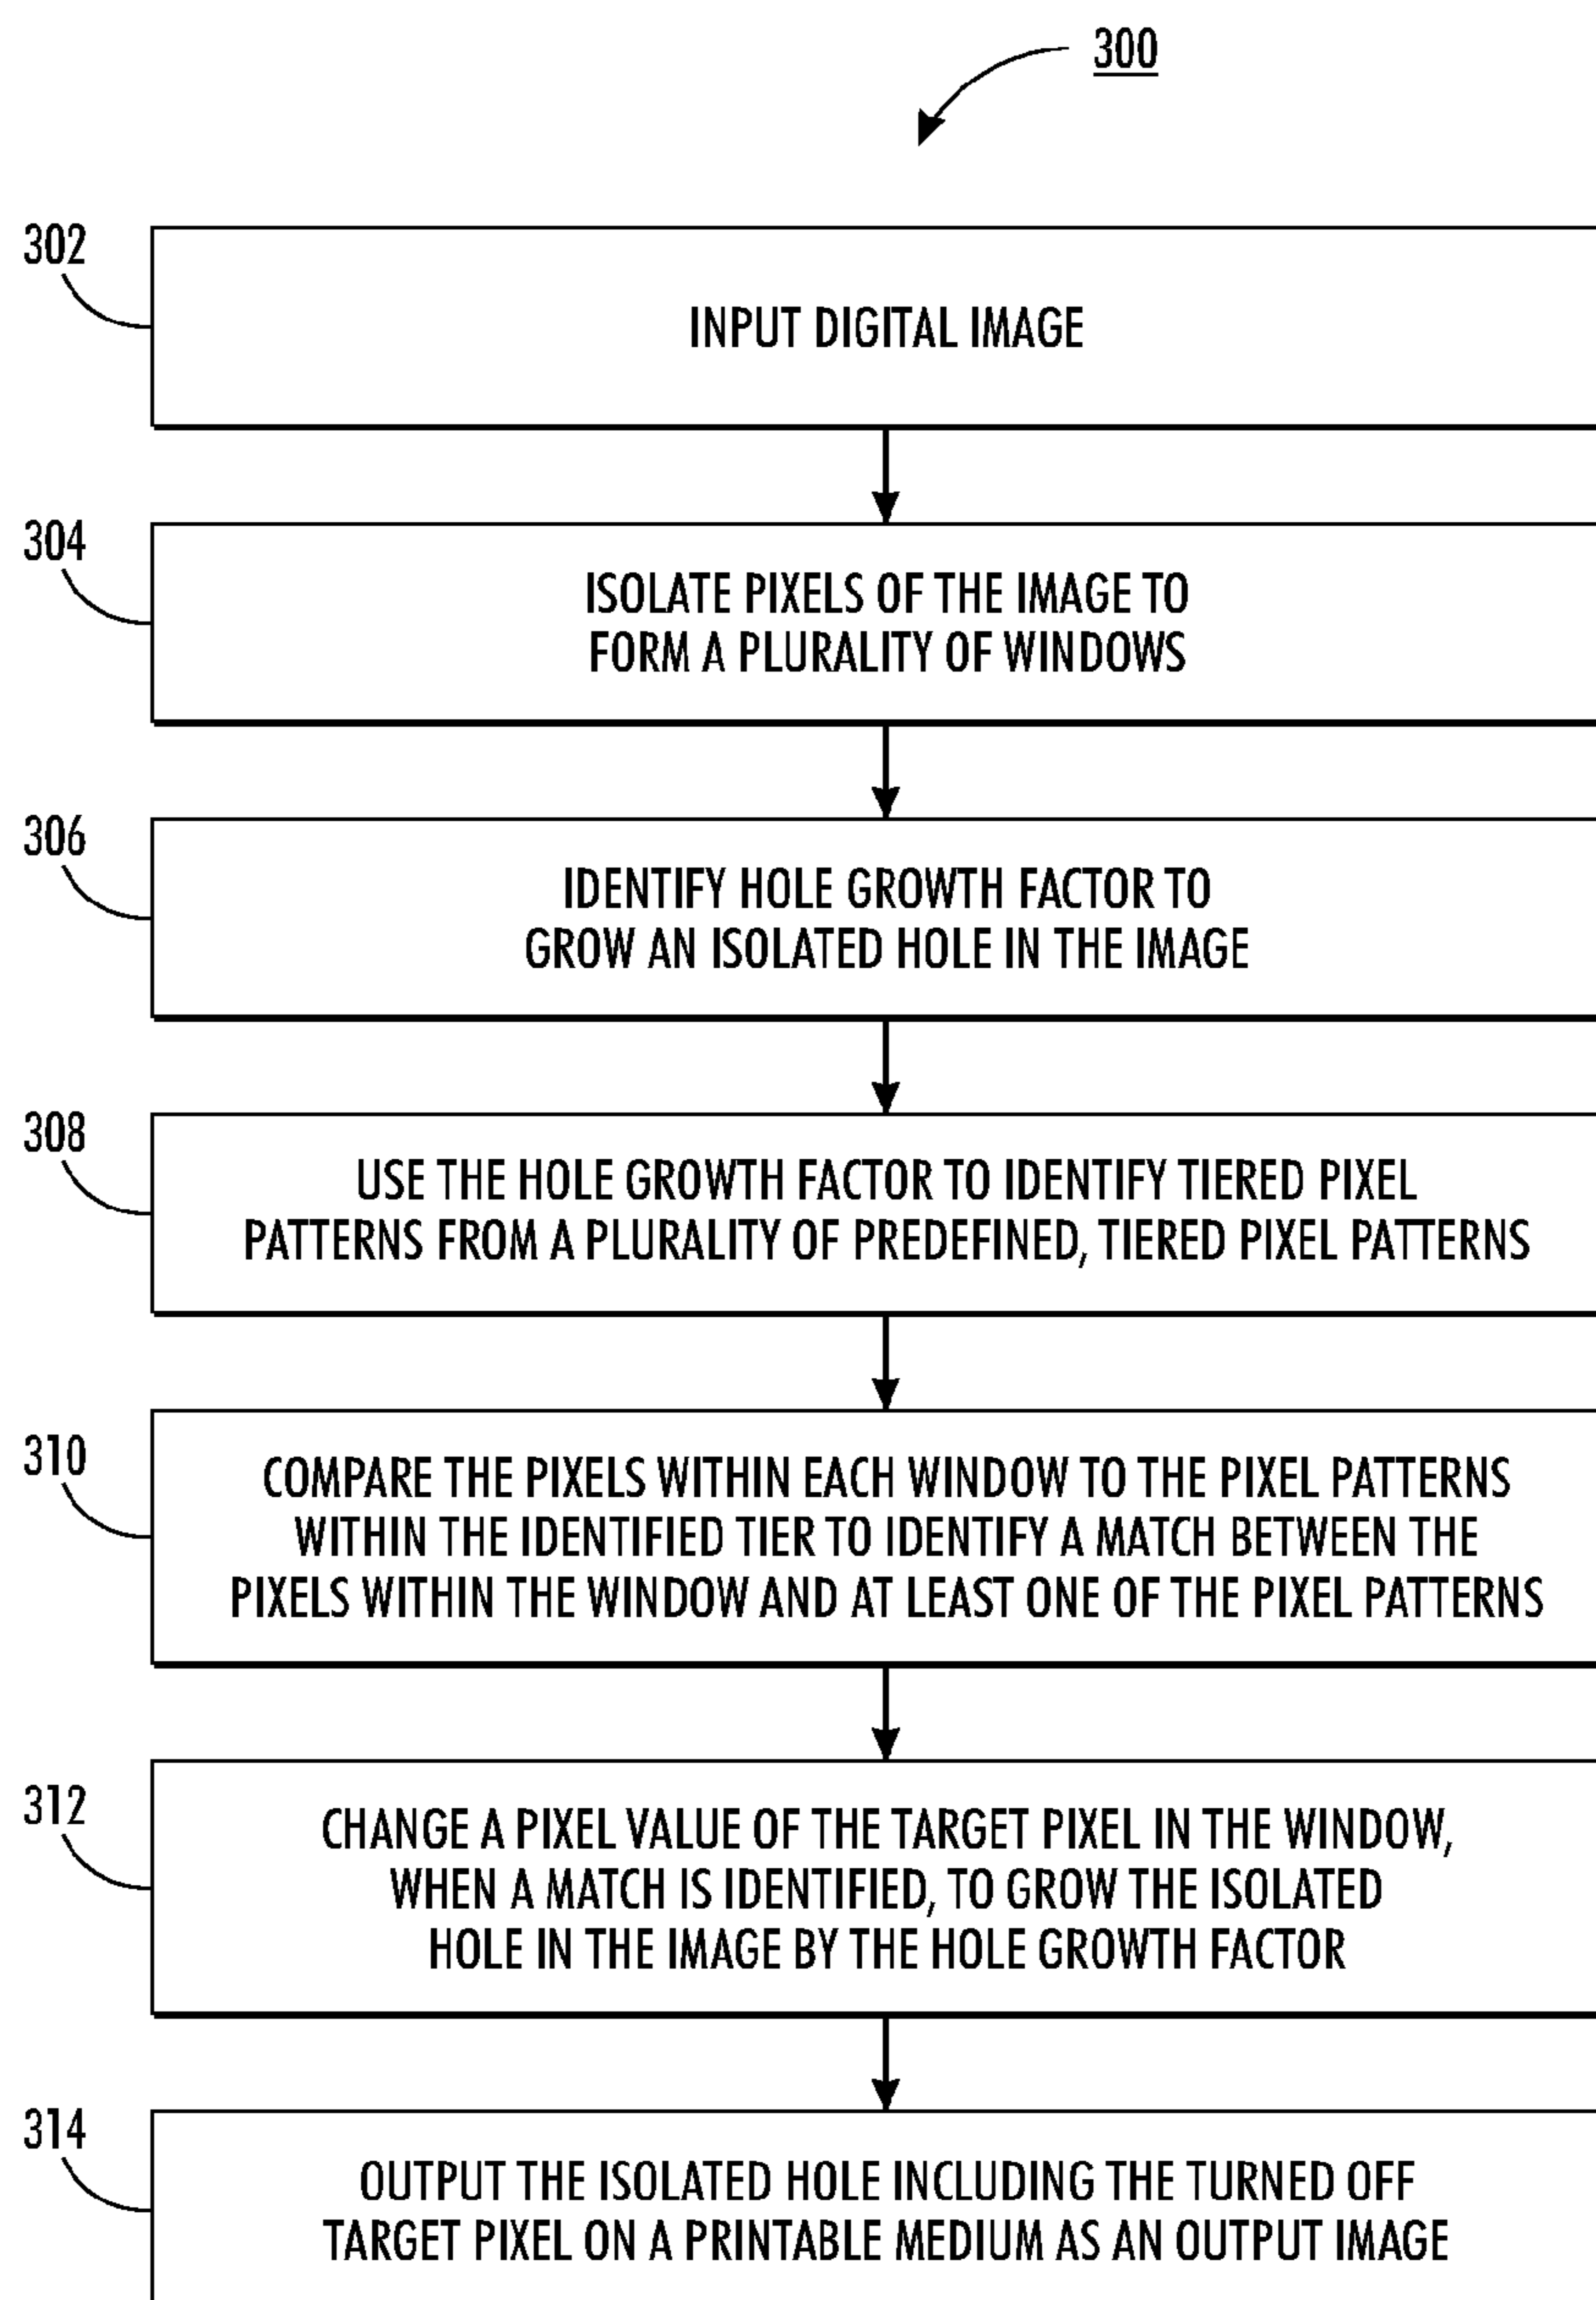 300
302
INPUT DIGITAL IMAGE
304
ISOLATE PIXELS OF THE IMAGE TO
FORM A PLURALITY OF WINDOWS
306
IDENTIFY HOLE GROWTH FACTOR TO
GROW AN ISOLATED HOLE IN THE IMAGE
308
USE THE HOLE GROWTH FACTOR TO IDENTIFY TIERED PIXEL
PATTERNS FROM A PLURALITY OF PREDEFINED, TIERED PIXEL PATTERNS
310
COMPARE THE PIXELS WITHIN EACH WINDOW TO THE PIXEL PATTERNS
WITHIN THE IDENTIFIED TIER TO IDENTIFY A MATCH BETWEEN THE
PIXELS WITHIN THE WINDOW AND AT LEAST ONE OF THE PIXEL PATTERNS
312
CHANGE A PIXEL VALUE OF THE TARGET PIXEL IN THE WINDOW,
WHEN A MATCH IS IDENTIFIED, TO GROW THE ISOLATED
HOLE IN THE IMAGE BY THE HOLE GROWTH FACTOR
314
OUTPUT THE ISOLATED HOLE INCLUDING THE TURNED OFF
TARGET PIXEL ON A PRINTABLE MEDIUM AS AN OUTPUT IMAGE